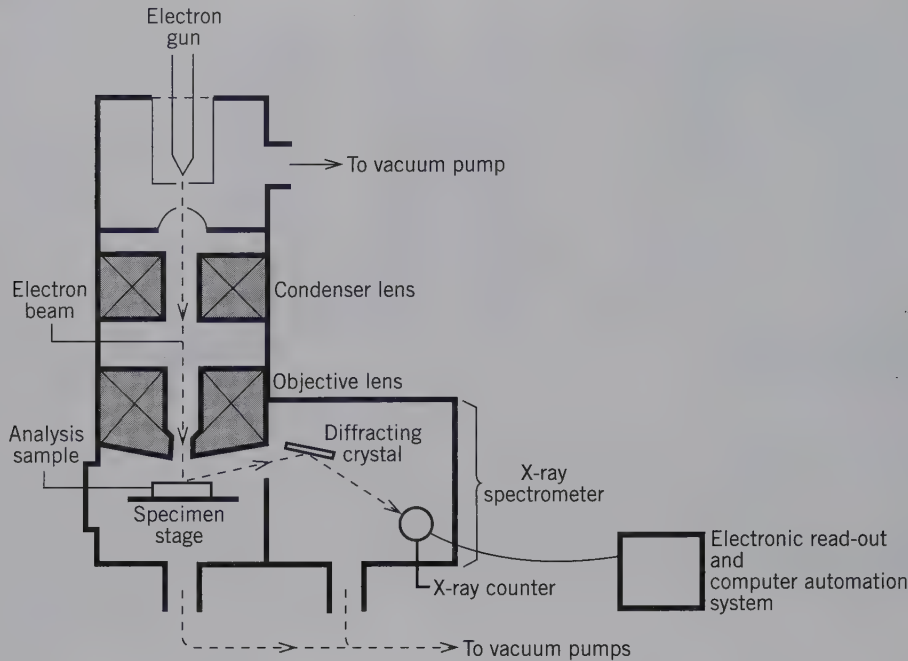 Electron
gun
To vacuum pump
Electron
beam
Condenser lens
Objective lens
Analysis
sample
Diffracting
crystal
X-ray
spectrometer
Specimen
stage
X-ray counter
Electronic read-out
and
computer automation
system
To vacuum pumps